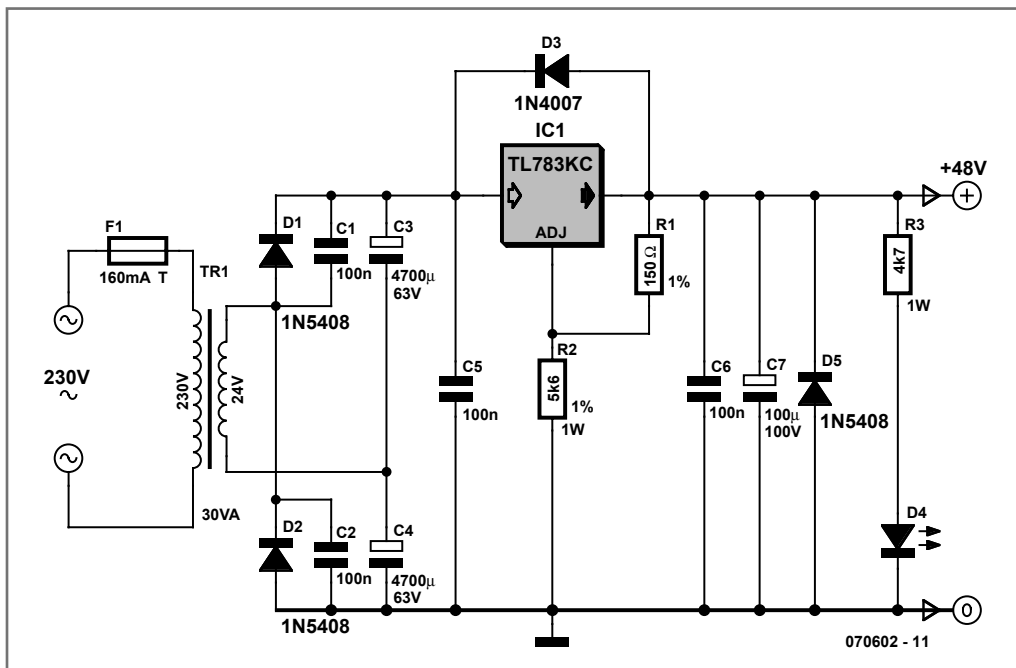 D3
1N4007
IC1
TL783KC
ADJ
+48V
F1
160mA T
TR1
230V
24V
30VA
230V
D1
1N5408
C1
100n
C3
4700μ
63V
D2
1N5408
C2
100n
C4
4700μ
63V
C5
100n
R1
150 Ω
1%
R2
5k6
1%
1W
C6
100n
C7
100μ
100V
D5
1N5408
R3
4k7
1W
D4
0
070602 - 11